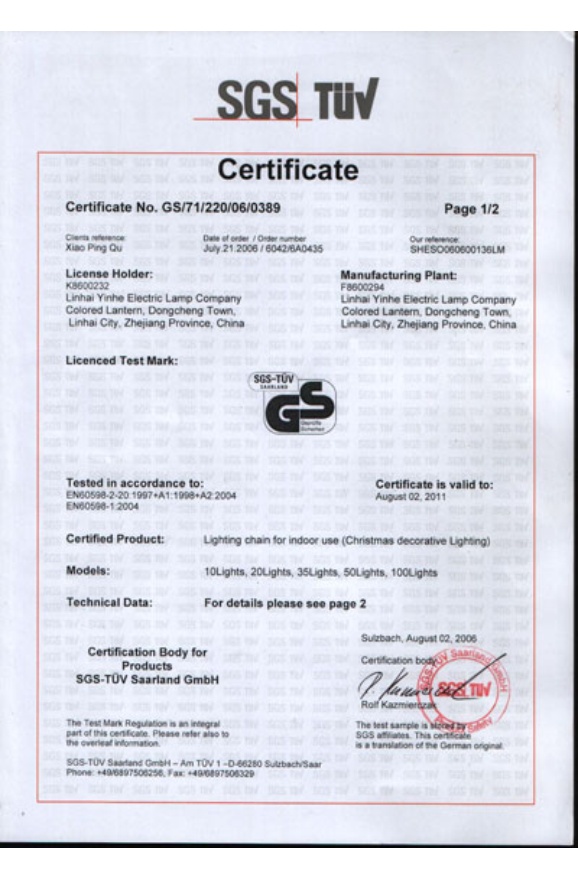 SGS TÜV
Certificate
Certificate No. GS/71/220/06/0389 Page 1/2
Clients reference: Date of order / Order number Our reference:
Xiao Ping Qu July 21 2006 / 6042/6A0435 SHESO060600136LM
License Holder: Manufacturing Plant:
K8600232 F8600294
Linhai Yinhe Electric Lamp Company Linhai Yinhe Electric Lamp Company
Colored Lantern, Dongcheng Town, Colored Lantern, Dongcheng Town,
Linhai City, Zhejiang Province, China Linhai City, Zhejiang Province, China
Licenced Test Mark:
SGS-TÜV
SAARLAND
GS
Geprüfte
Sicherheit
Tested in accordance to: Certificate is valid to:
EN60598-2-20:1997+A1:1998+A2:2004 August 02, 2011
EN60598-1:2004
Certified Product: Lighting chain for indoor use (Christmas decorative Lighting)
Models: 10Lights, 20Lights, 35Lights, 50Lights, 100Lights
Technical Data: For details please see page 2
Sulzbach, August 02, 2006
Certification Body for
Products
SGS-TÜV Saarland GmbH
Certification body
SGS TÜV Saarland GmbH
SGS TÜV
Safety
Rolf Kazmierczak
The Test Mark Regulation is an integral
part of this certificate. Please refer also to
the overleaf information.
The test sample is stored by
SGS affiliates. This certificate
is a translation of the German original.
SGS-TÜV Saarland GmbH – Am TÜV 1 –D-66280 Sulzbach/Saar
Phone: +49/6897506256, Fax: +49/6897506329